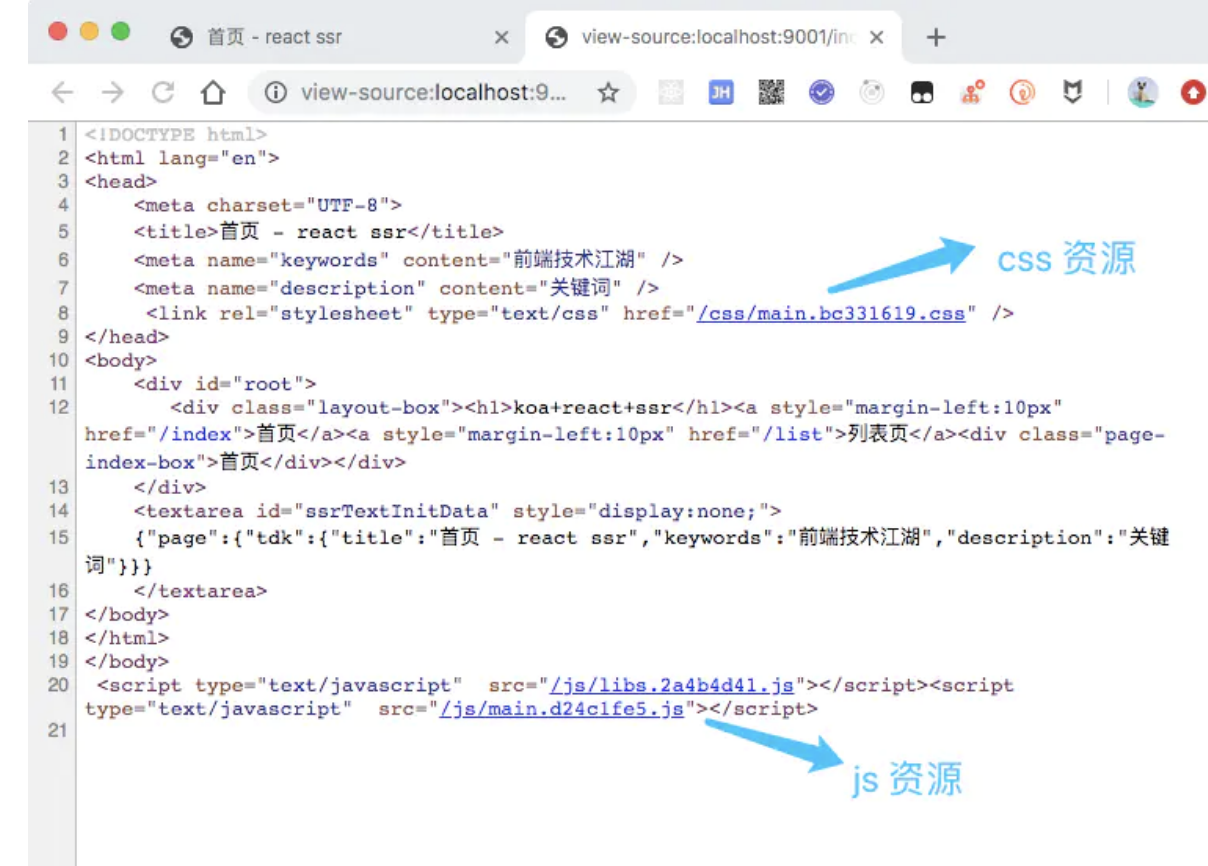 首页 - react ssr
view-source:localhost:9001/in
view-source:localhost:9...
JH
1 <!DOCTYPE html>
2 <html lang="en">
3 <head>
4 <meta charset="UTF-8">
5 <title>首页 - react ssr</title>
6 <meta name="keywords" content="前端技术江湖" />
7 <meta name="description" content="关键词" />
css 资源
8 <link rel="stylesheet" type="text/css" href="/css/main.bc331619.css" />
9 </head>
10 <body>
11 <div id="root">
12 <div class="layout-box"><h1>koa+react+ssr</h1><a style="margin-left:10px"
href="/index">首页</a><a style="margin-left:10px" href="/list">列表页</a><div class="page-
index-box">首页</div></div>
13 </div>
14 <textarea id="ssrTextInitData" style="display:none;">
15 {"page":{"tdk":{"title":"首页 - react ssr","keywords":"前端技术江湖","description":"关键
词"}}}
16 </textarea>
17 </body>
18 </html>
19 </body>
20 <script type="text/javascript"  src="/js/libs.2a4b4d41.js"></script><script
type="text/javascript"  src="/js/main.d24c1fe5.js"></script>
21
js 资源